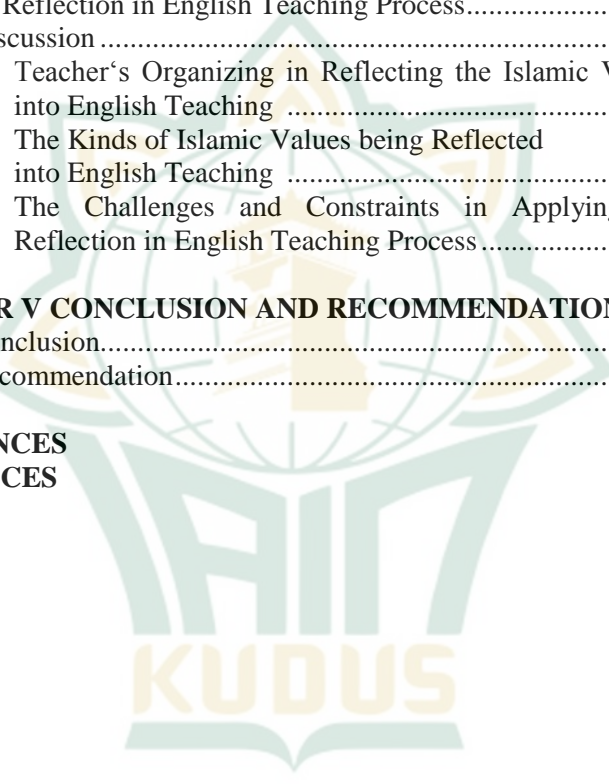 Reflection in English Teaching Process.......................
scussion ..........................................................................
Teacher‘s Organizing in Reflecting the Islamic V
into English Teaching ..................................................
The Kinds of Islamic Values being Reflected
into English Teaching ..................................................
The Challenges and Constraints in Applying
Reflection in English Teaching Process.....................
R V CONCLUSION AND RECOMMENDATION
nclusion..........................................................................
commendation..............................................................
NCES
CES
IAIN
KUDUS